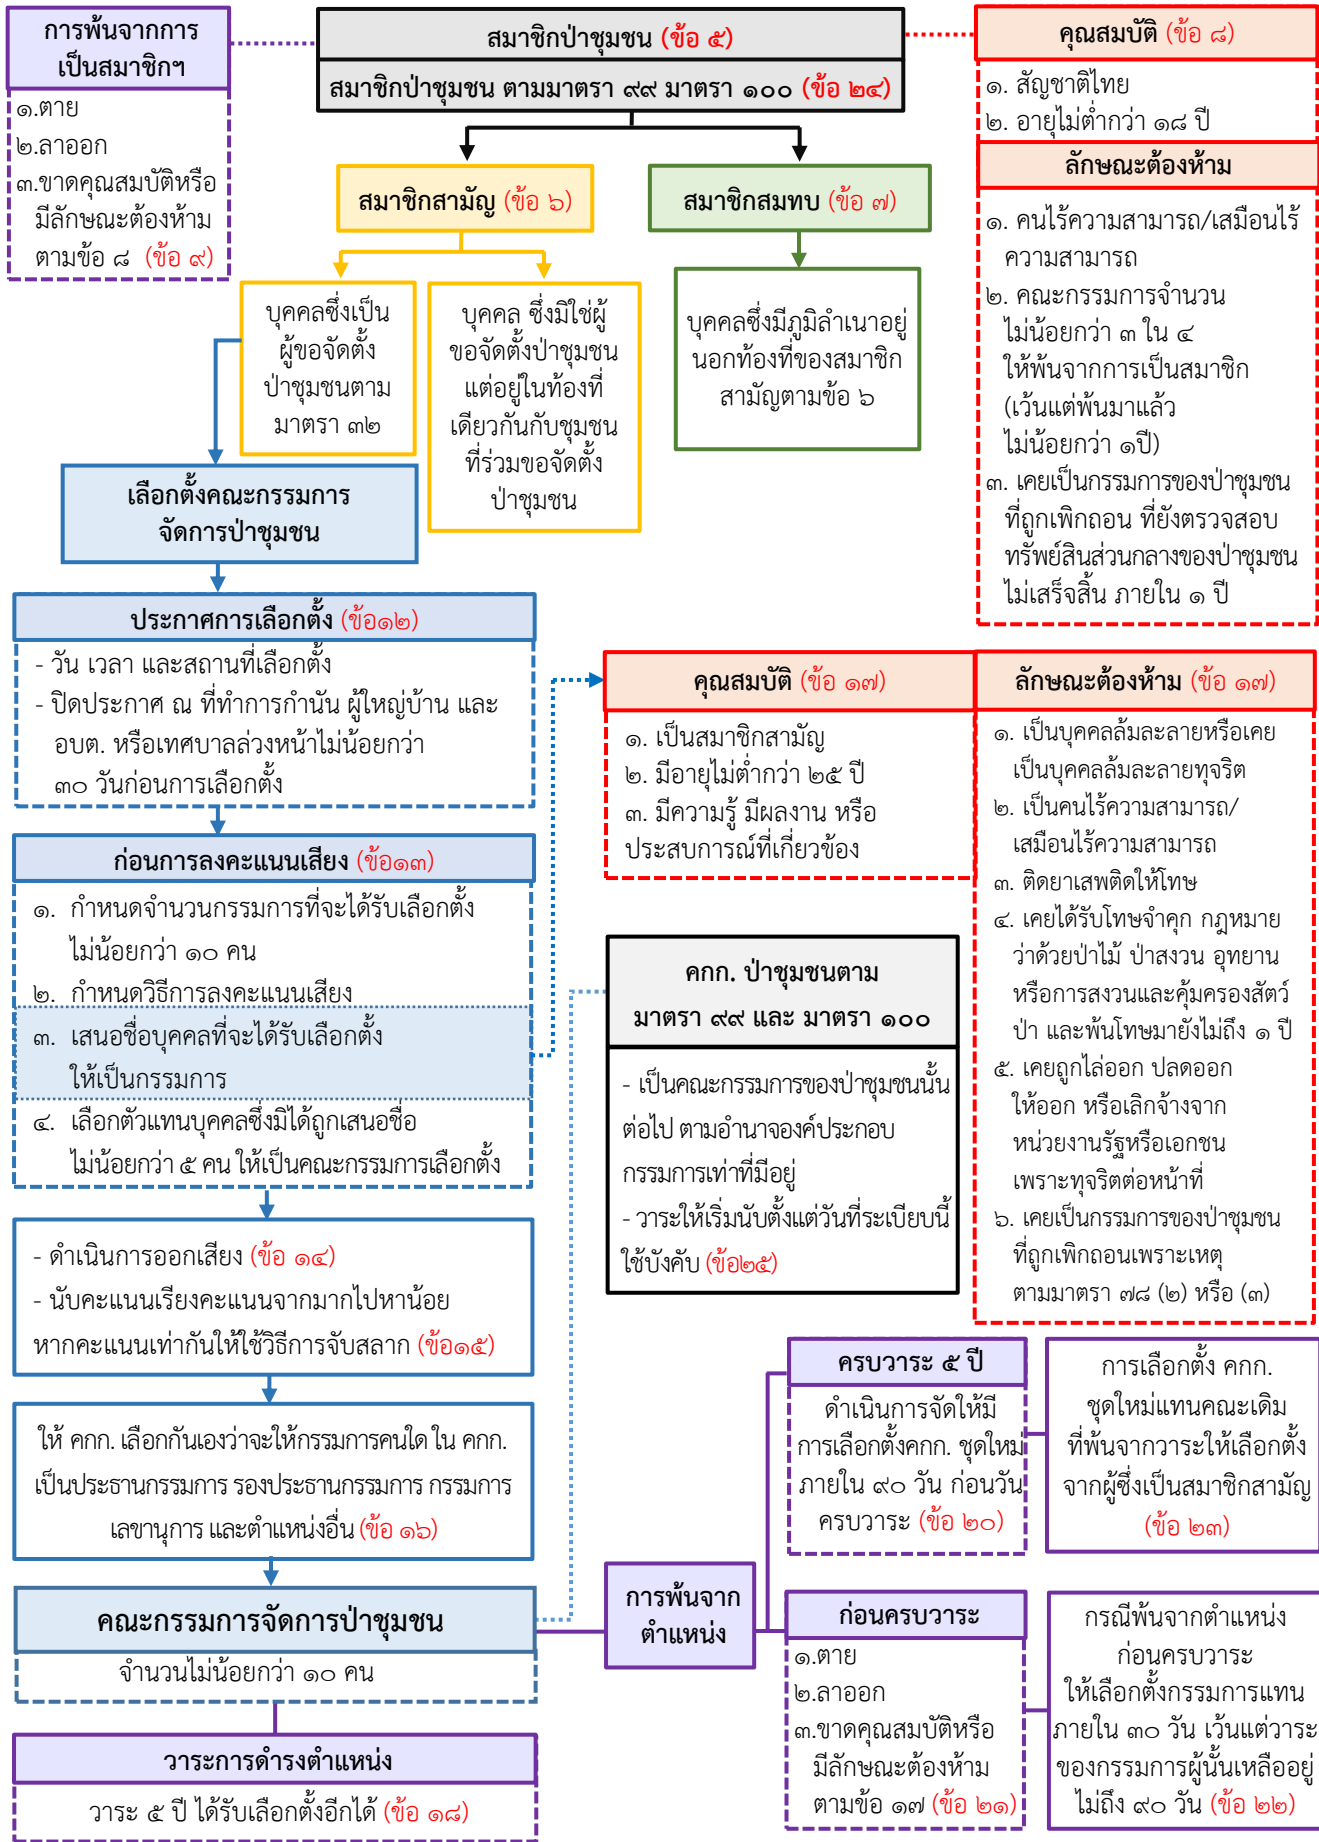 การพ้นจากการ
เป็นสมาชิกฯ
๑.ตาย
๒.ลาออก
๓.ขาดคุณสมบัติหรือ
มีลักษณะต้องห้าม
ตามข้อ ๘ (ข้อ ๙)
สมาชิกป่าชุมชน (ข้อ ๕)
สมาชิกป่าชุมชน ตามมาตรา ๙๙ มาตรา ๑๐๐ (ข้อ ๒๔)
คุณสมบัติ (ข้อ ๘)
๑. สัญชาติไทย
๒. อายุไม่ต่ำกว่า ๑๘ ปี
ลักษณะต้องห้าม
๑. คนไร้ความสามารถ/เสมือนไร้
ความสามารถ
๒. คณะกรรมการจำนวน
ไม่น้อยกว่า ๓ ใน ๔
ให้พ้นจากการเป็นสมาชิก
(เว้นแต่พ้นมาแล้ว
ไม่น้อยกว่า ๑ปี)
๓. เคยเป็นกรรมการของป่าชุมชน
ที่ถูกเพิกถอน ที่ยังตรวจสอบ
ทรัพย์สินส่วนกลางของป่าชุมชน
ไม่เสร็จสิ้น ภายใน ๑ ปี
สมาชิกสามัญ (ข้อ ๖)
สมาชิกสมทบ (ข้อ ๗)
บุคคลซึ่งเป็น
ผู้ขอจัดตั้ง
ป่าชุมชนตาม
มาตรา ๓๒
บุคคล ซึ่งมิใช่ผู้
ขอจัดตั้งป่าชุมชน
แต่อยู่ในท้องที่
เดียวกันกับชุมชน
ที่ร่วมขอจัดตั้ง
ป่าชุมชน
บุคคลซึ่งมีภูมิลำเนาอยู่
นอกท้องที่ของสมาชิก
สามัญตามข้อ ๖
เลือกตั้งคณะกรรมการ
จัดการป่าชุมชน
ประกาศการเลือกตั้ง (ข้อ๑๒)
- วัน เวลา และสถานที่เลือกตั้ง
- ปิดประกาศ ณ ที่ทำการกำนัน ผู้ใหญ่บ้าน และ
อบต. หรือเทศบาลล่วงหน้าไม่น้อยกว่า
๓๐ วันก่อนการเลือกตั้ง
ก่อนการลงคะแนนเสียง (ข้อ๑๓)
๑. กำหนดจำนวนกรรมการที่จะได้รับเลือกตั้ง
ไม่น้อยกว่า ๑๐ คน
๒. กำหนดวิธีการลงคะแนนเสียง
๓. เสนอชื่อบุคคลที่จะได้รับเลือกตั้ง
ให้เป็นกรรมการ
๔. เลือกตัวแทนบุคคลซึ่งมิได้ถูกเสนอชื่อ
ไม่น้อยกว่า ๕ คน ให้เป็นคณะกรรมการเลือกตั้ง
- ดำเนินการออกเสียง (ข้อ ๑๔)
- นับคะแนนเรียงคะแนนจากมากไปหาน้อย
หากคะแนนเท่ากันให้ใช้วิธีการจับสลาก (ข้อ๑๕)
ให้ คกก. เลือกกันเองว่าจะให้กรรมการคนใด ใน คกก.
เป็นประธานกรรมการ รองประธานกรรมการ กรรมการ
เลขานุการ และตำแหน่งอื่น (ข้อ ๑๖)
คณะกรรมการจัดการป่าชุมชน
จำนวนไม่น้อยกว่า ๑๐ คน
วาระการดำรงตำแหน่ง
วาระ ๕ ปี ได้รับเลือกตั้งอีกได้ (ข้อ ๑๘)
คุณสมบัติ (ข้อ ๑๗)
๑. เป็นสมาชิกสามัญ
๒. มีอายุไม่ต่ำกว่า ๒๕ ปี
๓. มีความรู้ มีผลงาน หรือ
ประสบการณ์ที่เกี่ยวข้อง
ลักษณะต้องห้าม (ข้อ ๑๗)
๑. เป็นบุคคลล้มละลายหรือเคย
เป็นบุคคลล้มละลายทุจริต
๒. เป็นคนไร้ความสามารถ/
เสมือนไร้ความสามารถ
๓. ติดยาเสพติดให้โทษ
๔. เคยได้รับโทษจำคุก กฎหมาย
ว่าด้วยป่าไม้ ป่าสงวน อุทยาน
หรือการสงวนและคุ้มครองสัตว์
ป่า และพ้นโทษมายังไม่ถึง ๑ ปี
๕. เคยถูกไล่ออก ปลดออก
ให้ออก หรือเลิกจ้างจาก
หน่วยงานรัฐหรือเอกชน
เพราะทุจริตต่อหน้าที่
๖. เคยเป็นกรรมการของป่าชุมชน
ที่ถูกเพิกถอนเพราะเหตุ
ตามมาตรา ๗๘ (๒) หรือ (๓)
คกก. ป่าชุมชนตาม
มาตรา ๙๙ และ มาตรา ๑๐๐
- เป็นคณะกรรมการของป่าชุมชนนั้น
ต่อไป ตามอำนาจองค์ประกอบ
กรรมการเท่าที่มีอยู่
- วาระให้เริ่มนับตั้งแต่วันที่ระเบียบนี้
ใช้บังคับ (ข้อ๒๕)
การพ้นจาก
ตำแหน่ง
ครบวาระ ๕ ปี
ดำเนินการจัดให้มี
การเลือกตั้งคกก. ชุดใหม่
ภายใน ๙๐ วัน ก่อนวัน
ครบวาระ (ข้อ ๒๐)
การเลือกตั้ง คกก.
ชุดใหม่แทนคณะเดิม
ที่พ้นจากวาระให้เลือกตั้ง
จากผู้ซึ่งเป็นสมาชิกสามัญ
(ข้อ ๒๓)
ก่อนครบวาระ
๑.ตาย
๒.ลาออก
๓.ขาดคุณสมบัติหรือ
มีลักษณะต้องห้าม
ตามข้อ ๑๗ (ข้อ ๒๑)
กรณีพ้นจากตำแหน่ง
ก่อนครบวาระ
ให้เลือกตั้งกรรมการแทน
ภายใน ๓๐ วัน เว้นแต่วาระ
ของกรรมการผู้นั้นเหลืออยู่
ไม่ถึง ๙๐ วัน (ข้อ ๒๒)